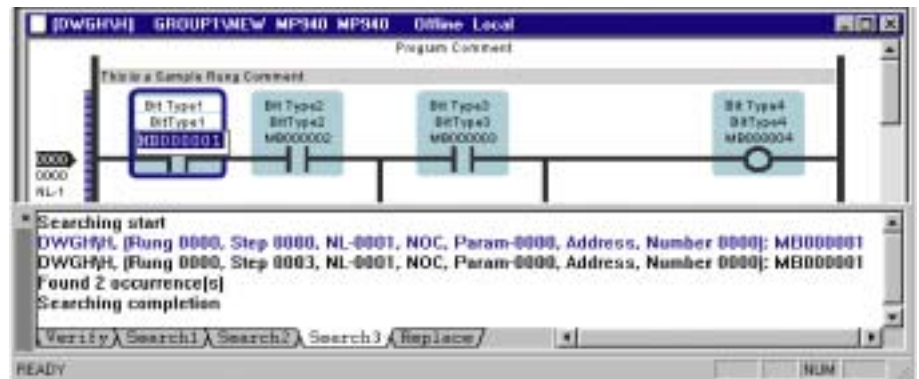 [DWGH\H]    GROUP1\NEW  MP940  MP940    Offline  Local
Program Comment
This is a Sample Rung Comment
Bit Type1
BitType1
MB000001
Bit Type2
BitType2
MB000002
Bit Type3
BitType3
MB000003
Bit Type4
BitType4
MB000004
0000
0000
NL-1
Searching start
DWGH\H, [Rung 0000, Step 0000, NL-0001, NOC, Param-0000, Address, Number 0000]: MB000001
DWGH\H, [Rung 0000, Step 0003, NL-0001, NOC, Param-0000, Address, Number 0000]: MB000001
Found 2 occurrence[s]
Searching completion
Verify Search1 Search2 Search3 Replace
READY
NUM